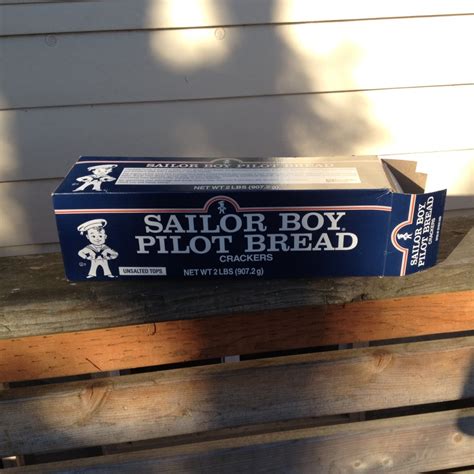 SAILOR BOY PILOT BREAD
NET WT 2 LBS (907.2 g)
SAILOR BOY®
PILOT BREAD
CRACKERS
UNSALTED TOPS
NET WT 2 LBS (907.2 g)
SAILOR BOY
PILOT BREAD
CRACKERS